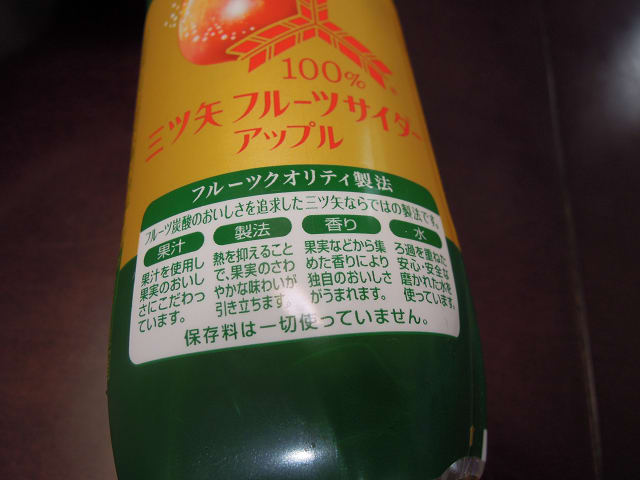 100%
三ツ矢 フルーツサイダー
アップル
フルーツクオリティ製法
フルーツ炭酸のおいしさを追求した三ツ矢ならではの製法です。
果汁
果汁を使用し
果実のおいし
さにこだわっ
ています。
製法
熱を抑えること
で、果実のさわ
やかな味わいが
引き立ちます。
香り
果実などから集
めた香りにより
独自のおいしさ
がうまれます。
水
ろ過を重ねた
安心・安全な
磨かれた水を
使っています。
保存料は一切使っていません。